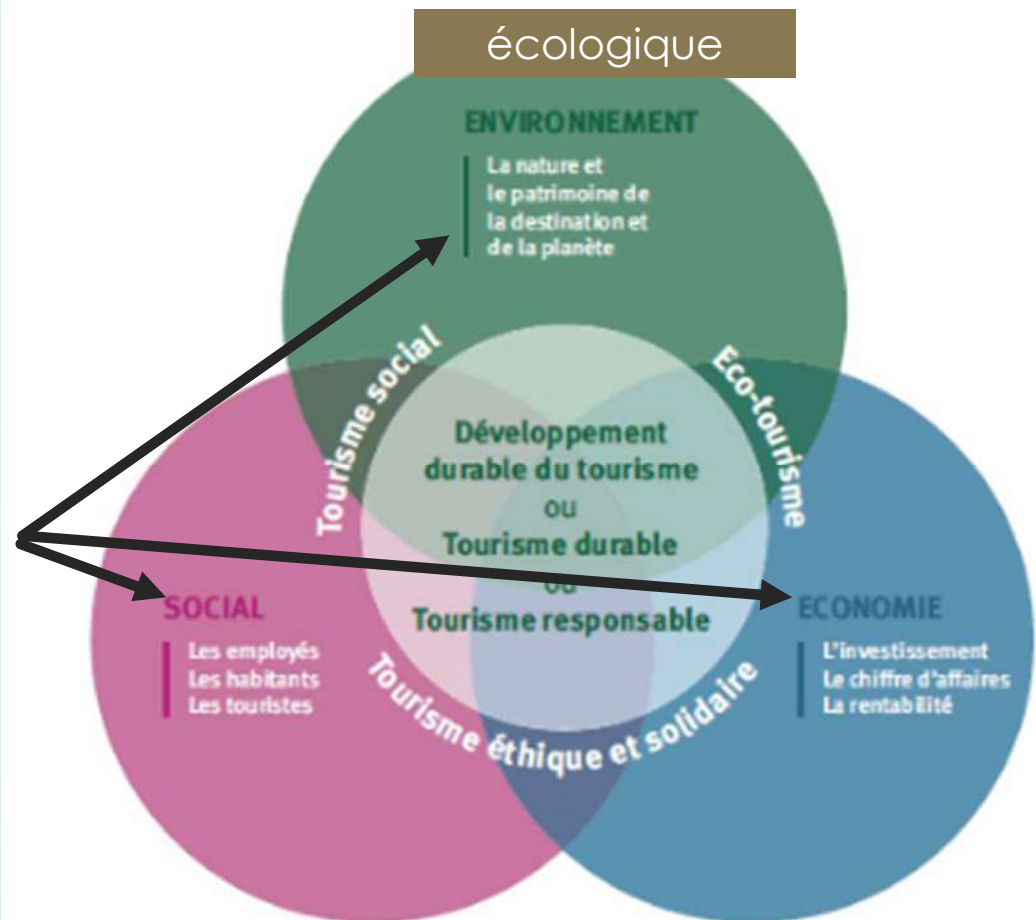 écologique
ENVIRONNEMENT
La nature et
le patrimoine de
la destination et
de la planète
Tourisme social
Eco-tourisme
Développement
durable du tourisme
ou
Tourisme durable
ou
Tourisme responsable
SOCIAL
Les employés
Les habitants
Les touristes
ECONOMIE
L'investissement
Le chiffre d'affaires
La rentabilité
Tourisme éthique et solidaire